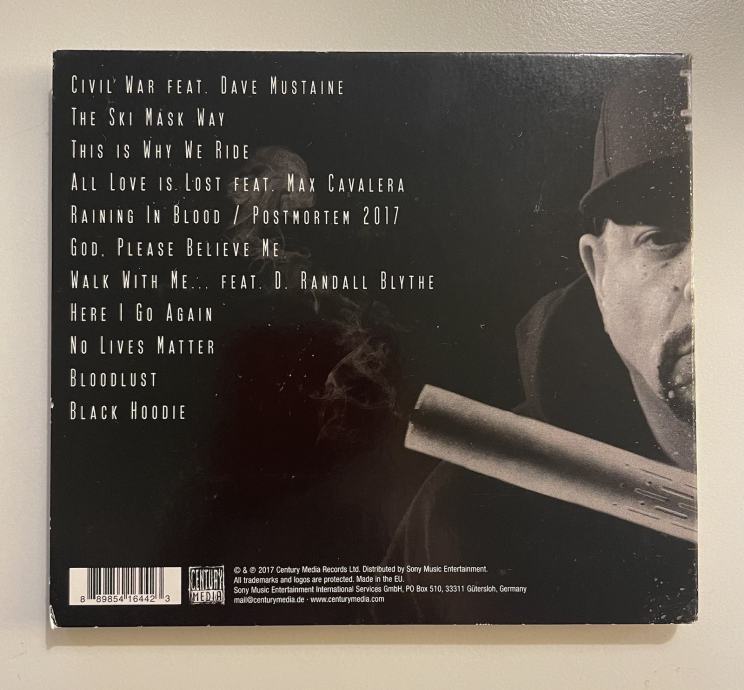 Civil War feat. Dave Mustaine
The Ski Mask Way
This is Why We Ride
All Love is Lost feat. Max Cavalera
Raining In Blood / Postmortem 2017
God, Please Believe Me
Walk With Me... feat. D. Randall Blythe
Here I Go Again
No Lives Matter
Bloodlust
Black Hoodie
8 89854 16442 3
CENTURY
MEDIA
© & ℗ 2017 Century Media Records Ltd. Distributed by Sony Music Entertainment.
All trademarks and logos are protected. Made in the EU.
Sony Music Entertainment International Services GmbH, PO Box 510, 33311 Gütersloh, Germany
mail@centurymedia.de · www.centurymedia.com